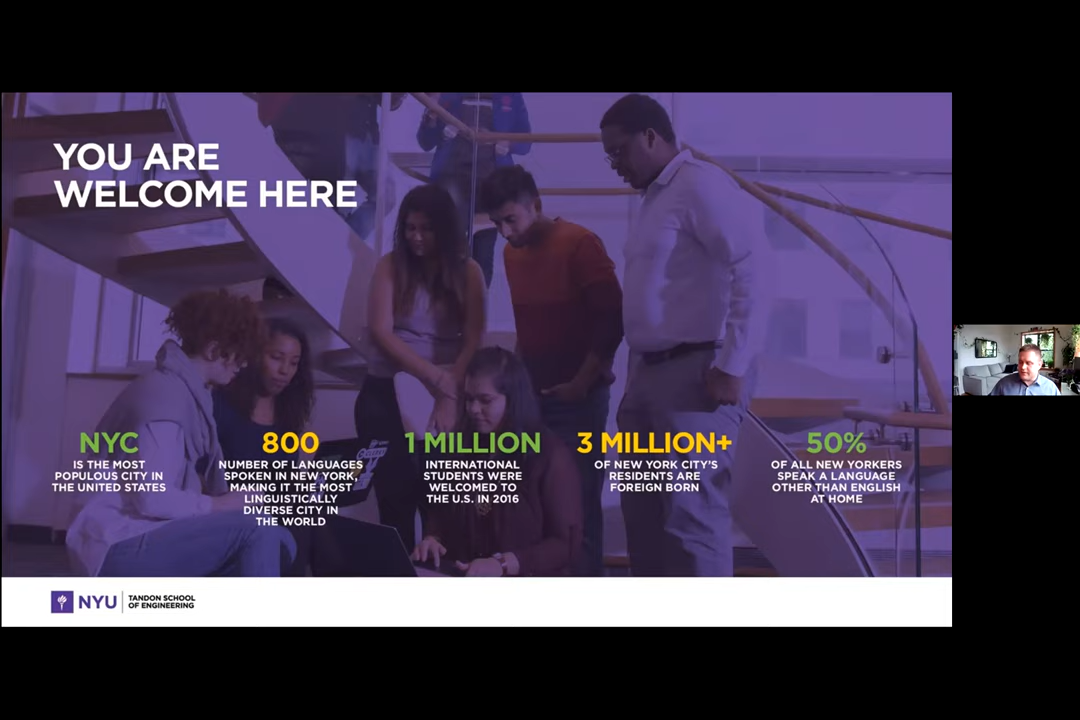 YOU ARE
WELCOME HERE
NYC
IS THE MOST
POPULOUS CITY IN
THE UNITED STATES
800
NUMBER OF LANGUAGES
SPOKEN IN NEW YORK,
MAKING IT THE MOST
LINGUISTICALLY
DIVERSE CITY IN
THE WORLD
1 MILLION
INTERNATIONAL
STUDENTS WERE
WELCOMED TO
THE U.S. IN 2016
3 MILLION+
OF NEW YORK CITY'S
RESIDENTS ARE
FOREIGN BORN
50%
OF ALL NEW YORKERS
SPEAK A LANGUAGE
OTHER THAN ENGLISH
AT HOME
NYU
TANDON SCHOOL
OF ENGINEERING